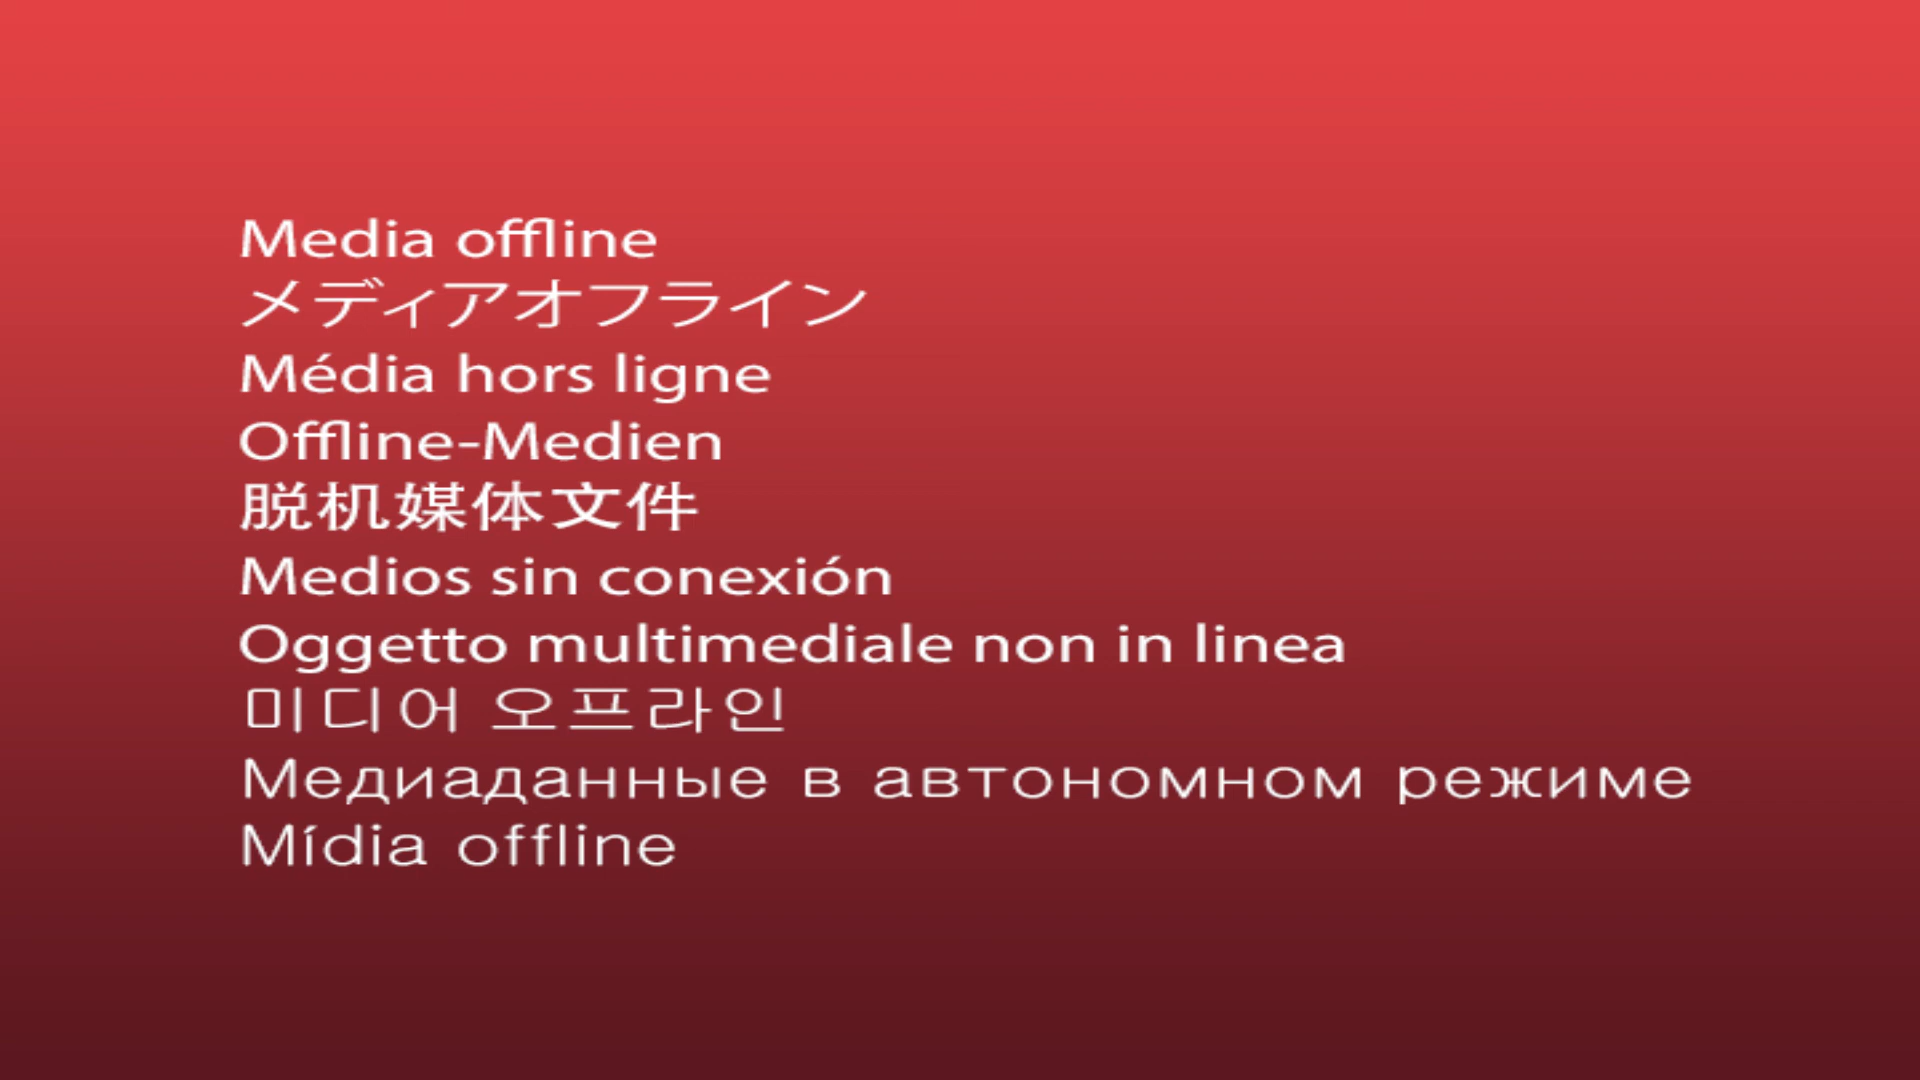 Media offline
メディアオフライン
Média hors ligne
Offline-Medien
脱机媒体文件
Medios sin conexión
Oggetto multimediale non in linea
미디어 오프라인
Медиаданные в автономном режиме
Mídia offline